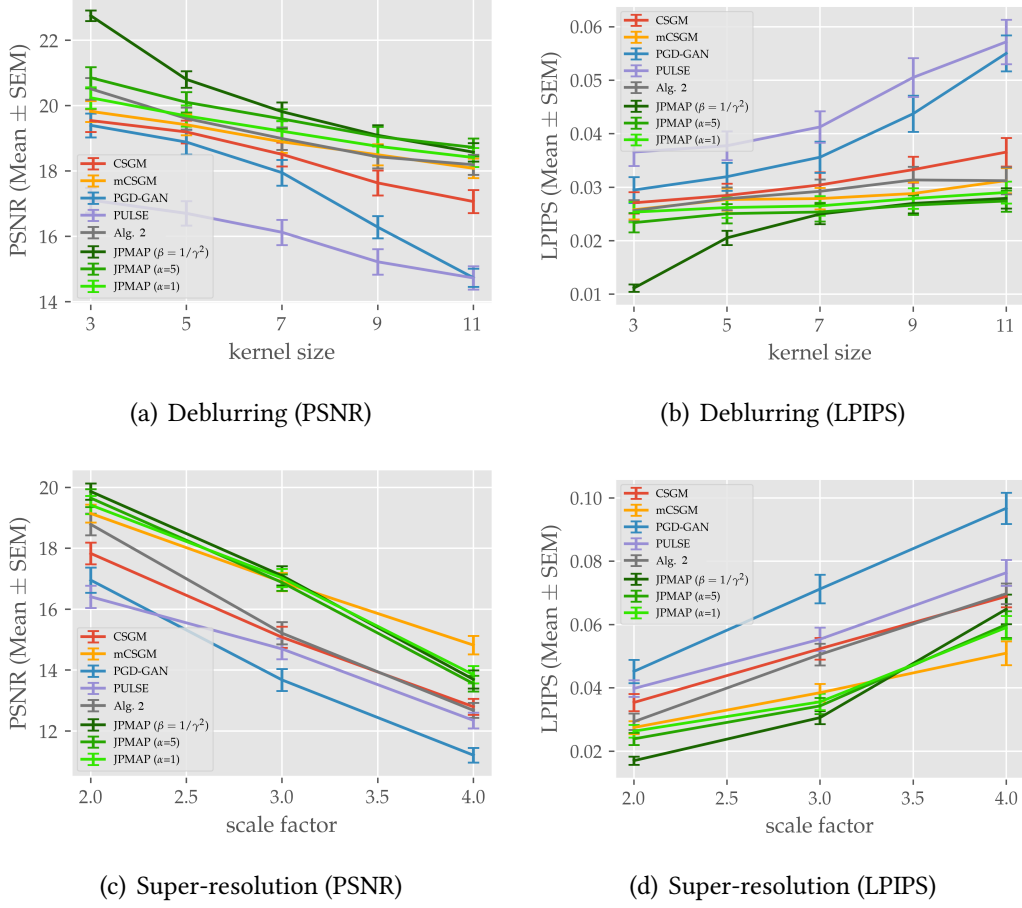 PSNR (Mean ± SEM)
22
20
18
16
14
CSGM
mCSGM
PGD-GAN
PULSE
Alg. 2
JPMAP (β = 1/γ²)
JPMAP (α=5)
JPMAP (α=1)
3 5 7 9 11
kernel size
(a) Deblurring (PSNR)
LPIPS (Mean ± SEM)
0.06
0.05
0.04
0.03
0.02
0.01
CSGM
mCSGM
PGD-GAN
PULSE
Alg. 2
JPMAP (β = 1/γ²)
JPMAP (α=5)
JPMAP (α=1)
3 5 7 9 11
kernel size
(b) Deblurring (LPIPS)
PSNR (Mean ± SEM)
20
18
16
14
12
CSGM
mCSGM
PGD-GAN
PULSE
Alg. 2
JPMAP (β = 1/γ²)
JPMAP (α=5)
JPMAP (α=1)
2.0 2.5 3.0 3.5 4.0
scale factor
(c) Super-resolution (PSNR)
LPIPS (Mean ± SEM)
0.10
0.08
0.06
0.04
0.02
CSGM
mCSGM
PGD-GAN
PULSE
Alg. 2
JPMAP (β = 1/γ²)
JPMAP (α=5)
JPMAP (α=1)
2.0 2.5 3.0 3.5 4.0
scale factor
(d) Super-resolution (LPIPS)